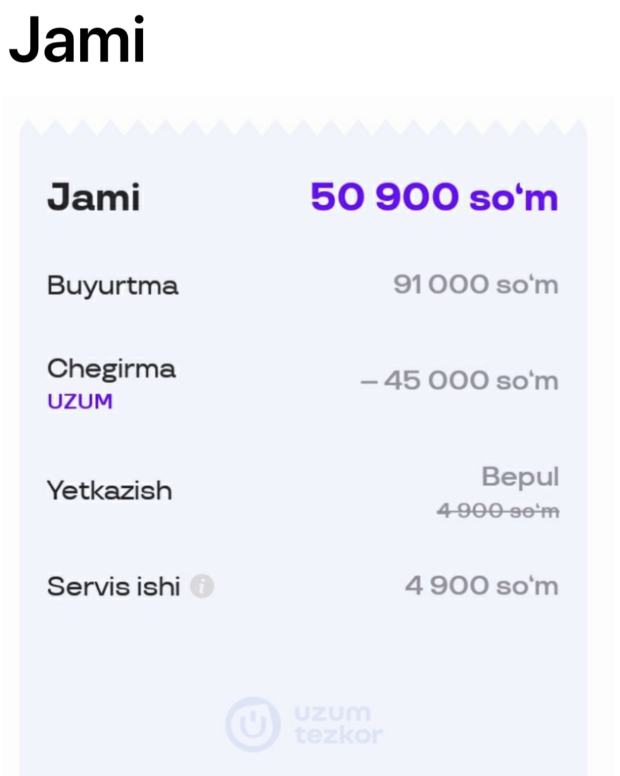 Jami
Jami 50 900 so‘m
Buyurtma 91 000 so‘m
Chegirma
UZUM
– 45 000 so‘m
Yetkazish
Bepul
4 900 so‘m
Servis ishi i 4 900 so‘m
uzum
tezkor